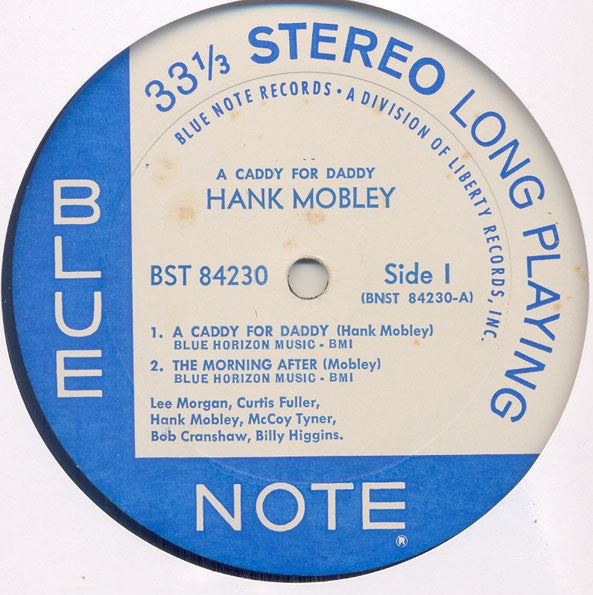 33⅓ STEREO LONG PLAYING
BLUE NOTE RECORDS • A DIVISION OF LIBERTY RECORDS, INC.
A CADDY FOR DADDY
HANK MOBLEY
BST 84230
Side 1
(BNST 84230-A)
1. A CADDY FOR DADDY (Hank Mobley)
BLUE HORIZON MUSIC - BMI
2. THE MORNING AFTER (Mobley)
BLUE HORIZON MUSIC - BMI
Lee Morgan, Curtis Fuller,
Hank Mobley, McCoy Tyner,
Bob Cranshaw, Billy Higgins.
BLUE
NOTE
®